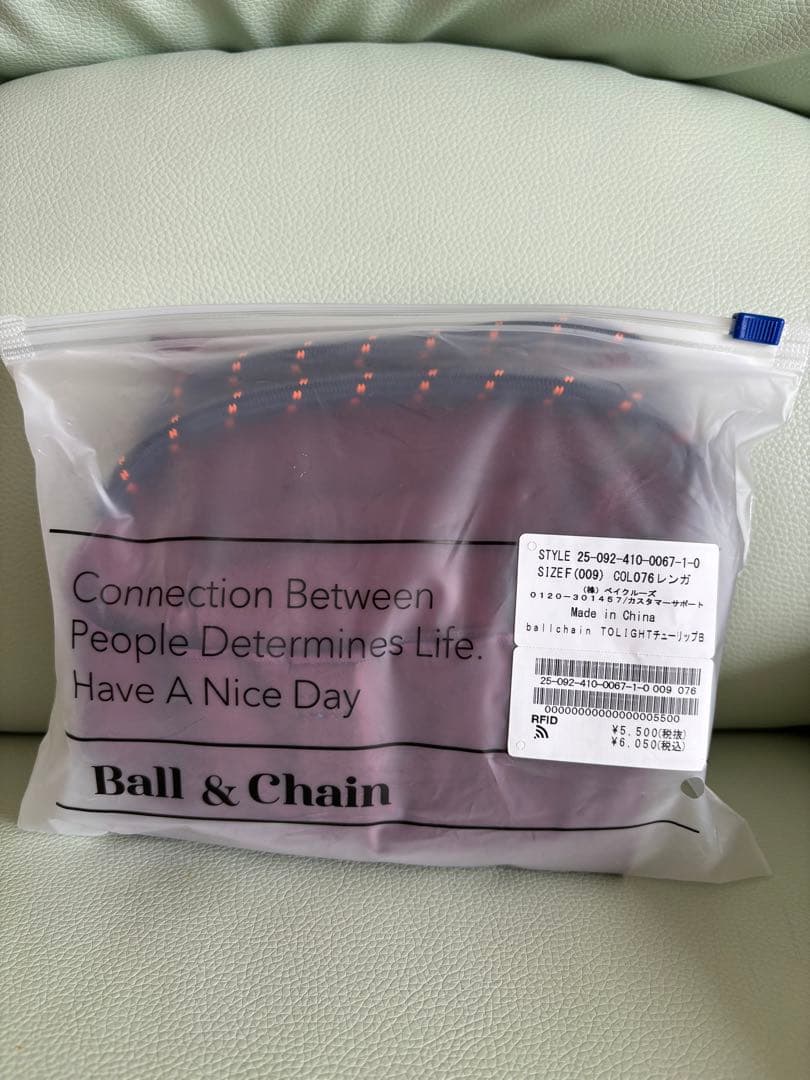 Connection Between
People Determines Life.
Have A Nice Day
Ball & Chain
STYLE 25-092-410-0067-1-0
SIZEF(009) COL076レンガ
(株) ベイクルーズ
0120-301457/カスタマーサポート
Made in China
ballchain TOLIGHTチューリップB
25-092-410-0067-1-0 009 076
00000000000000005500
RFID
¥5.500(税抜)
¥6.050(税込)